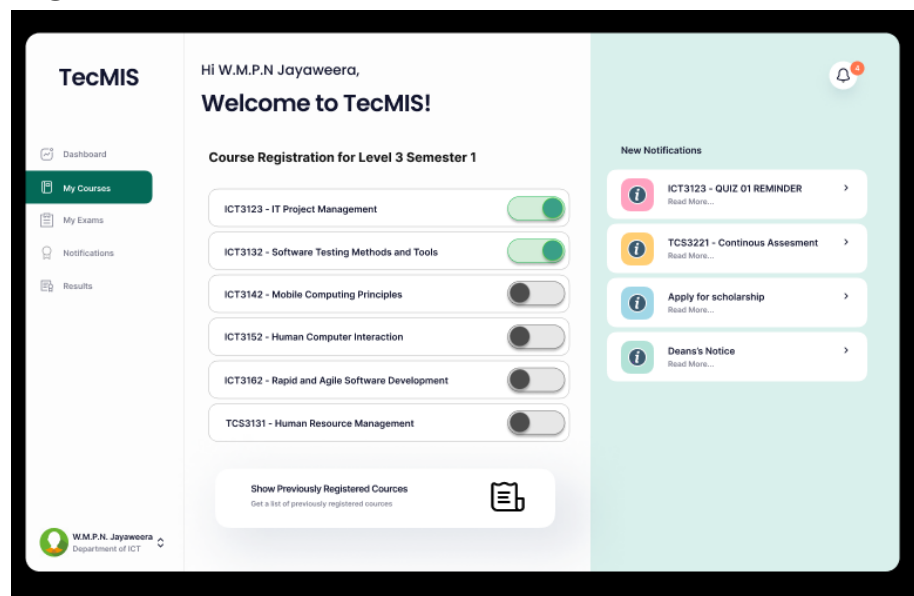 TecMIS
Dashboard
My Courses
My Exams
Notifications
Results
W.M.P.N. Jayaweera
Department of ICT
Hi W.M.P.N Jayaweera,
Welcome to TecMIS!
Course Registration for Level 3 Semester 1
ICT3123 - IT Project Management
ICT3132 - Software Testing Methods and Tools
ICT3142 - Mobile Computing Principles
ICT3152 - Human Computer Interaction
ICT3162 - Rapid and Agile Software Development
TCS3131 - Human Resource Management
Show Previously Registered Cources
Get a list of previously registered cources
4
New Notifications
ICT3123 - QUIZ 01 REMINDER
Read More...
TCS3221 - Continous Assesment
Read More...
Apply for scholarship
Read More...
Deans's Notice
Read More...